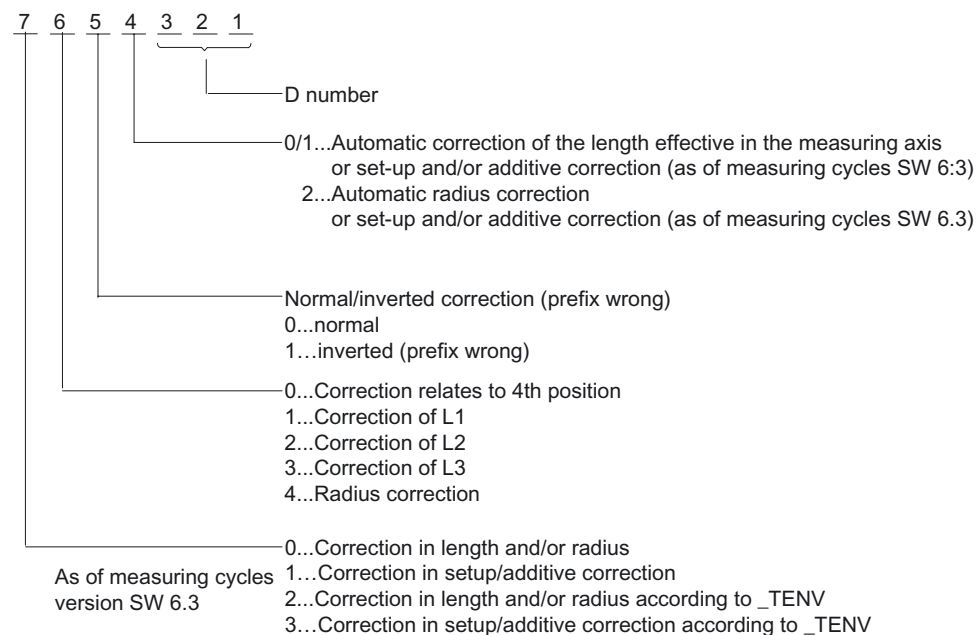 7 6 5 4 3 2 1
D number
0/1...Automatic correction of the length effective in the measuring axis
or set-up and/or additive correction (as of measuring cycles SW 6:3)
2...Automatic radius correction
or set-up and/or additive correction (as of measuring cycles SW 6.3)
Normal/inverted correction (prefix wrong)
0...normal
1…inverted (prefix wrong)
0...Correction relates to 4th position
1...Correction of L1
2...Correction of L2
3...Correction of L3
4...Radius correction
0...Correction in length and/or radius
As of measuring cycles
version SW 6.3
1…Correction in setup/additive correction
2...Correction in length and/or radius according to _TENV
3…Correction in setup/additive correction according to _TENV